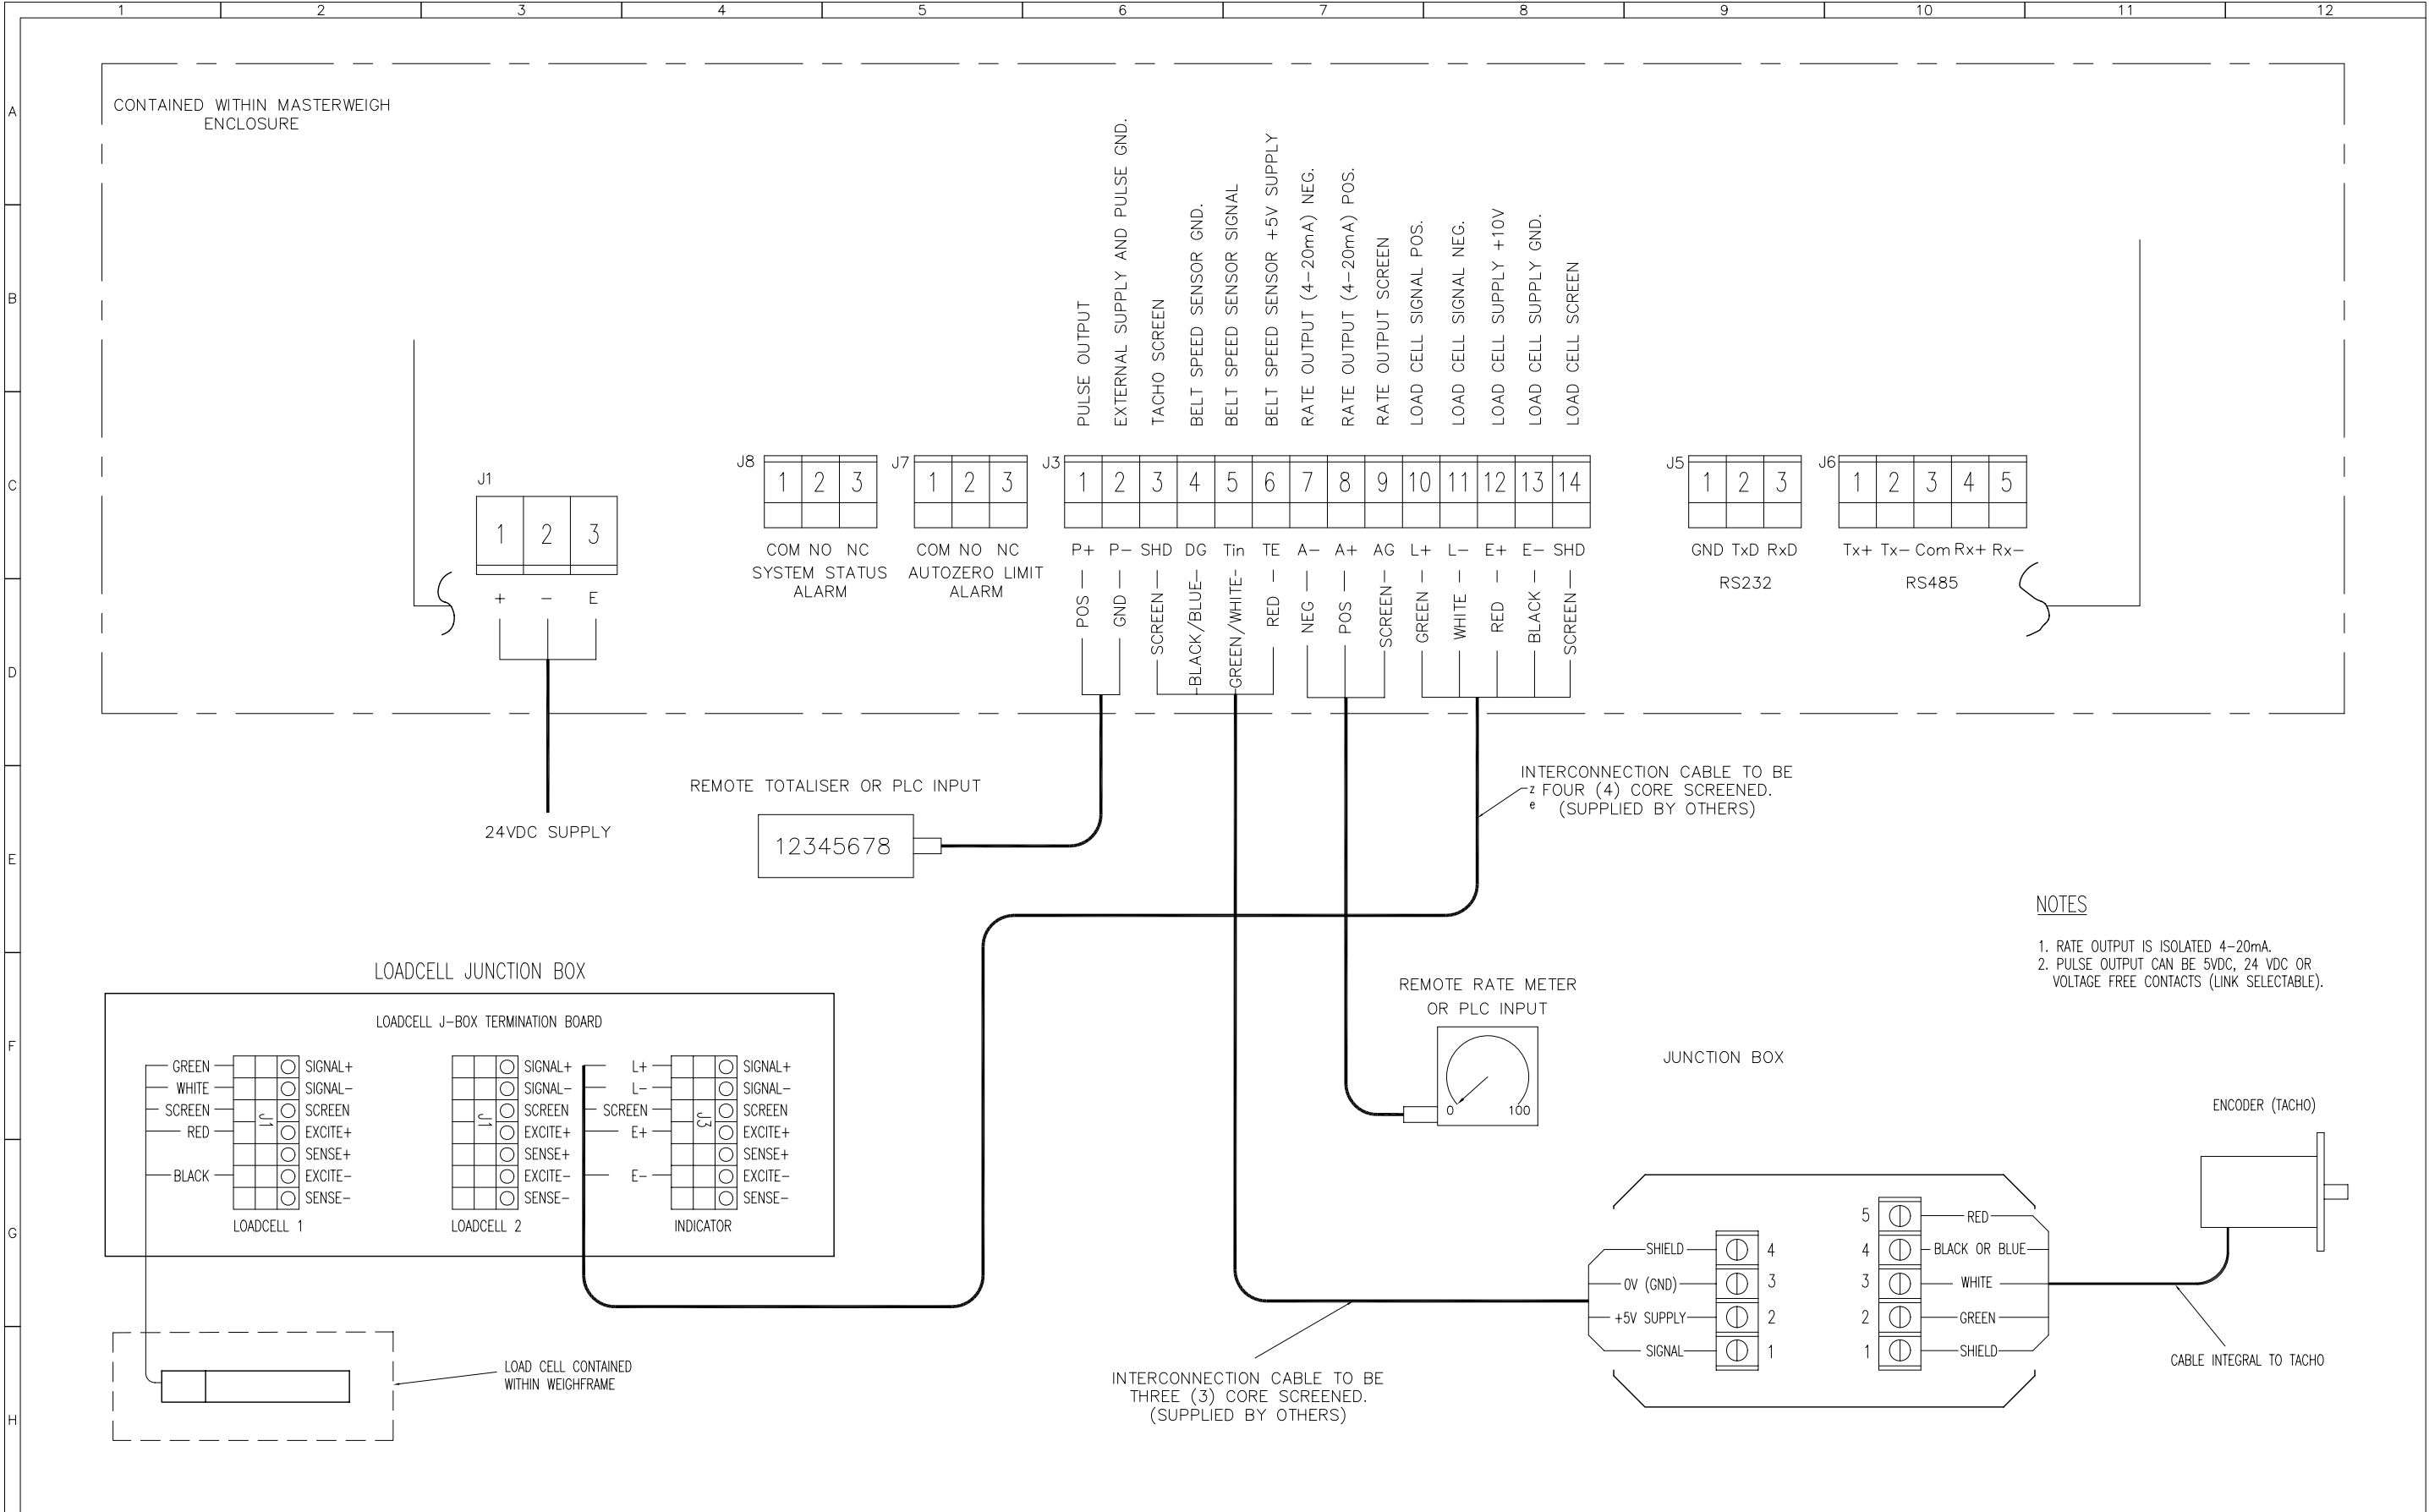 1 2 3 4 5 6 7 8 9 10 11 12
A
B
C
D
E
F
G
H
CONTAINED WITHIN MASTERWEIGH
ENCLOSURE
PULSE OUTPUT
EXTERNAL SUPPLY AND PULSE GND.
TACHO SCREEN
BELT SPEED SENSOR GND.
BELT SPEED SENSOR SIGNAL
BELT SPEED SENSOR +5V SUPPLY
RATE OUTPUT (4-20mA) NEG.
RATE OUTPUT (4-20mA) POS.
RATE OUTPUT SCREEN
LOAD CELL SIGNAL POS.
LOAD CELL SIGNAL NEG.
LOAD CELL SUPPLY +10V
LOAD CELL SUPPLY GND.
LOAD CELL SCREEN
J1
1 2 3
+ - E
24VDC SUPPLY
J8
1 2 3
COM NO NC
SYSTEM STATUS
ALARM
J7
1 2 3
COM NO NC
AUTOZERO LIMIT
ALARM
J3
1 2 3 4 5 6 7 8 9 10 11 12 13 14
P+ P- SHD DG Tin TE A- A+ AG L+ L- E+ E- SHD
POS
GND
SCREEN
BLACK/BLUE
GREEN/WHITE
RED
NEG
POS
SCREEN
GREEN
WHITE
RED
BLACK
SCREEN
J5
1 2 3
GND TxD RxD
RS232
J6
1 2 3 4 5
Tx+ Tx- Com Rx+ Rx-
RS485
REMOTE TOTALISER OR PLC INPUT
12345678
INTERCONNECTION CABLE TO BE
z FOUR (4) CORE SCREENED.
e (SUPPLIED BY OTHERS)
NOTES
1. RATE OUTPUT IS ISOLATED 4-20mA.
2. PULSE OUTPUT CAN BE 5VDC, 24 VDC OR
VOLTAGE FREE CONTACTS (LINK SELECTABLE).
LOADCELL JUNCTION BOX
LOADCELL J-BOX TERMINATION BOARD
GREEN
WHITE
SCREEN
RED
BLACK
J1
SIGNAL+
SIGNAL-
SCREEN
EXCITE+
SENSE+
EXCITE-
SENSE-
LOADCELL 1
J1
SIGNAL+
SIGNAL-
SCREEN
EXCITE+
SENSE+
EXCITE-
SENSE-
LOADCELL 2
L+
L-
SCREEN
E+
E-
J3
SIGNAL+
SIGNAL-
SCREEN
EXCITE+
SENSE+
EXCITE-
SENSE-
INDICATOR
LOAD CELL CONTAINED
WITHIN WEIGHFRAME
REMOTE RATE METER
OR PLC INPUT
0 100
JUNCTION BOX
SHIELD 4
0V (GND) 3
+5V SUPPLY 2
SIGNAL 1
5 RED
4 BLACK OR BLUE
3 WHITE
2 GREEN
1 SHIELD
ENCODER (TACHO)
CABLE INTEGRAL TO TACHO
INTERCONNECTION CABLE TO BE
THREE (3) CORE SCREENED.
(SUPPLIED BY OTHERS)